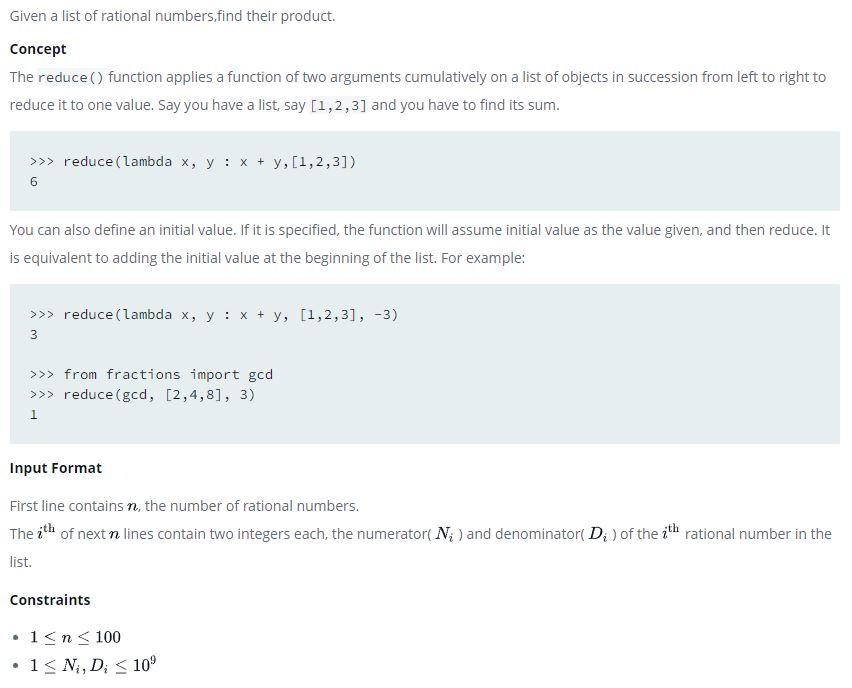 Given a list of rational numbers,find their product.
Concept
The reduce() function applies a function of two arguments cumulatively on a list of objects in succession from left to right to
reduce it to one value. Say you have a list, say [1,2,3] and you have to find its sum.
>>> reduce(lambda x, y : x + y,[1,2,3])
6
You can also define an initial value. If it is specified, the function will assume initial value as the value given, and then reduce. It
is equivalent to adding the initial value at the beginning of the list. For example:
>>> reduce(lambda x, y : x + y, [1,2,3], -3)
3
>>> from fractions import gcd
>>> reduce(gcd, [2,4,8], 3)
1
Input Format
First line contains n, the number of rational numbers.
The i^th of next n lines contain two integers each, the numerator( N_i ) and denominator( D_i ) of the i^th rational number in the
list.
Constraints
• 1 ≤ n ≤ 100
• 1 ≤ N_i, D_i ≤ 10^9